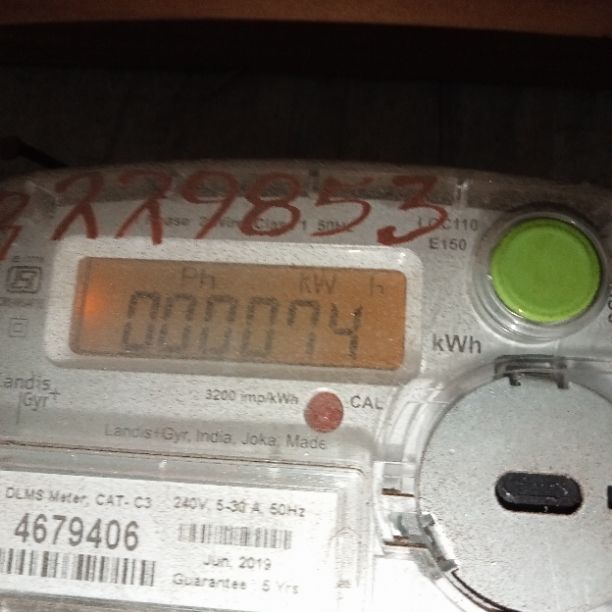 229853
LCC110
E150
Ph kW h
000074
kWh
Landis
Gyr+
3200 imp/kWh
CAL
Landis+Gyr, India, Joka, Made
DLMS Meter, CAT- C3 240V, 5-30 A, 50Hz
4679406
Jun, 2019
Guarantee 5 Yrs